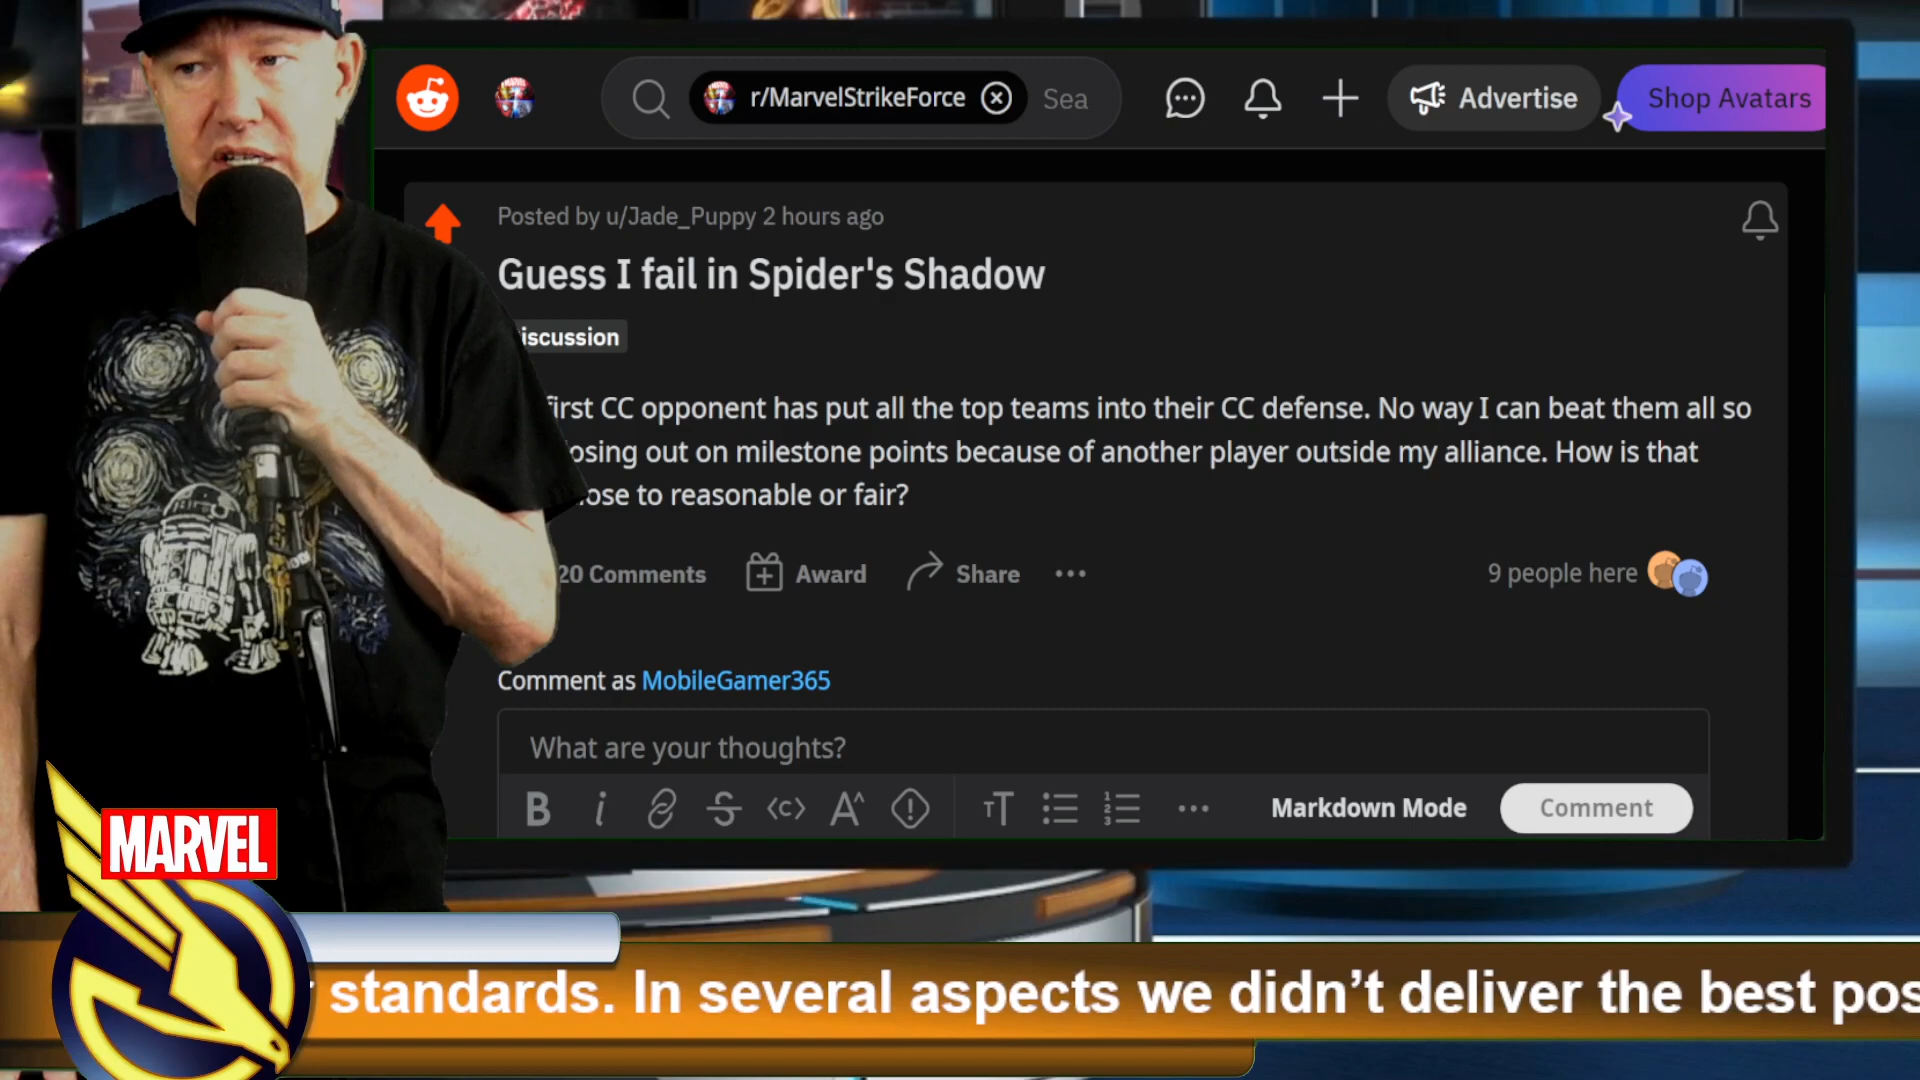 r/MarvelStrikeForce
Sea
Advertise
Shop Avatars
Posted by u/Jade_Puppy 2 hours ago
Guess I fail in Spider's Shadow
iscussion
first CC opponent has put all the top teams into their CC defense. No way I can beat them all so
osing out on milestone points because of another player outside my alliance. How is that
lose to reasonable or fair?
20 Comments
Award
Share
9 people here
Comment as MobileGamer365
What are your thoughts?
Markdown Mode
Comment
MARVEL
standards. In several aspects we didn’t deliver the best pos